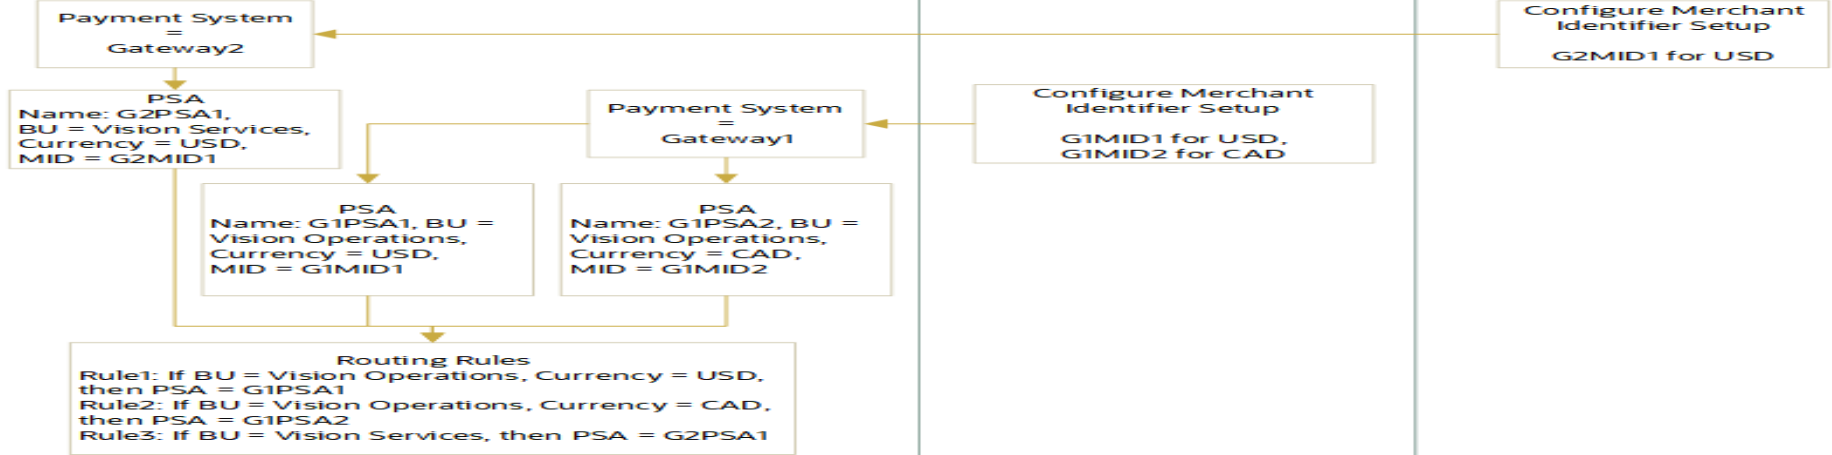 Payment System
=
Gateway2
Configure Merchant
Identifier Setup
G2MID1 for USD
PSA
Name: G2PSA1,
BU = Vision Services,
Currency = USD,
MID = G2MID1
Payment System
=
Gateway1
Configure Merchant
Identifier Setup
G1MID1 for USD,
G1MID2 for CAD
PSA
Name: G1PSA1, BU =
Vision Operations,
Currency = USD,
MID = G1MID1
PSA
Name: G1PSA2, BU =
Vision Operations,
Currency = CAD,
MID = G1MID2
Routing Rules
Rule1: If BU = Vision Operations, Currency = USD,
then PSA = G1PSA1
Rule2: If BU = Vision Operations, Currency = CAD,
then PSA = G1PSA2
Rule3: If BU = Vision Services, then PSA = G2PSA1